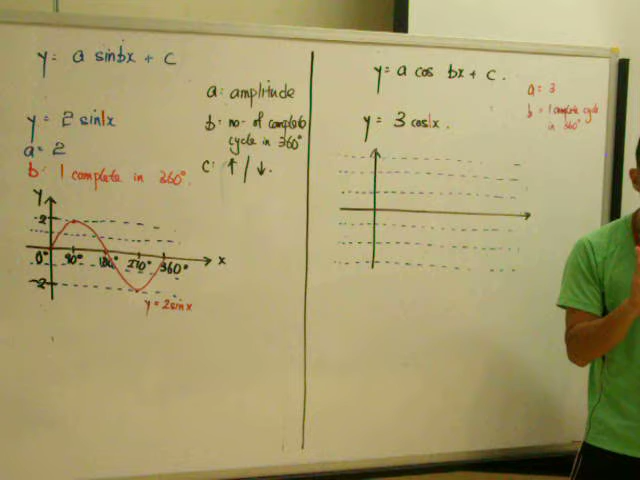 y = a sinbx + c
a: amplitude
b: no. of complete
cycle in 360°
c: ↑ / ↓.
y = 2 sin1x
a = 2
b: 1 complete in 360°.
y
2
0° 90° 180° 270° 360° x
-2
y = 2sinx
y = a cos bx + c.
a = 3
b = 1 complete cycle
in 360°
y = 3 cos1x.